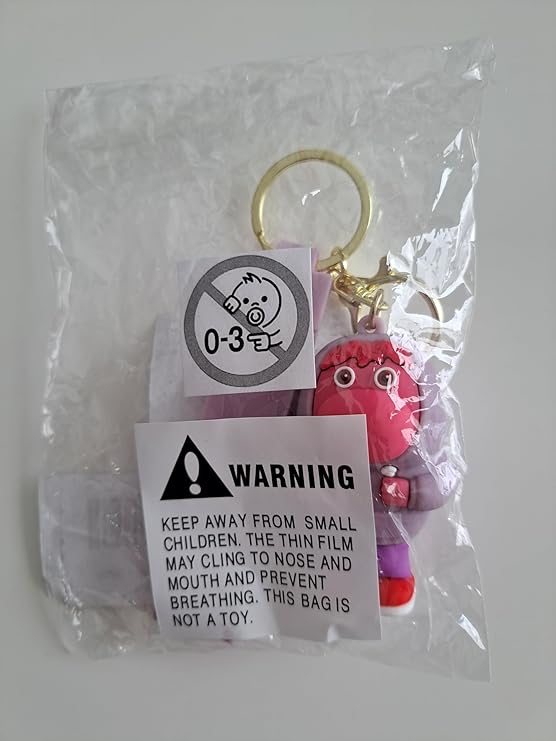 0-3
WARNING
KEEP AWAY FROM SMALL
CHILDREN. THE THIN FILM
MAY CLING TO NOSE AND
MOUTH AND PREVENT
BREATHING. THIS BAG IS
NOT A TOY.